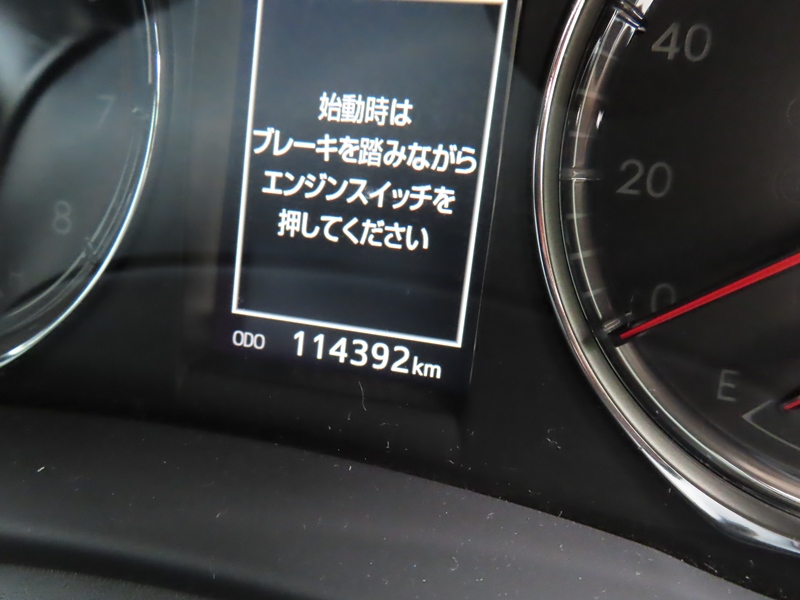 始動時は
ブレーキを踏みながら
エンジンスイッチを
押してください
ODO 114392km
7
8
40
20
0
E